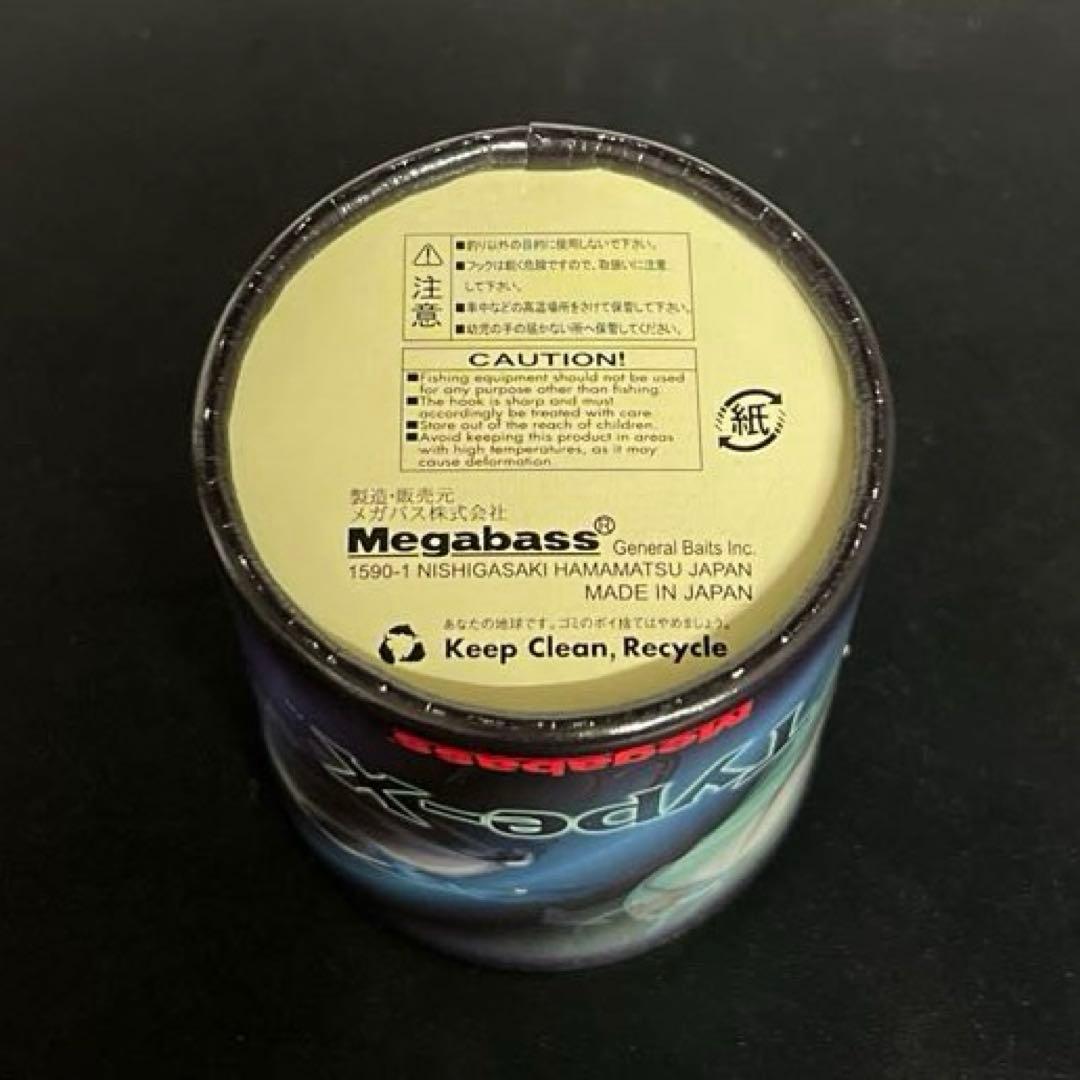 注意
■釣り以外の目的に使用しないで下さい。
■フックは鋭く危険ですので、取扱いに注意
して下さい。
■車中などの高温場所をさけて保管して下さい。
■幼児の手の届かない所へ保管してください。
CAUTION!
■Fishing equipment should not be used
for any purpose other than fishing.
■The hook is sharp and must
accordingly be treated with care.
■Store out of the reach of children.
■Avoid keeping this product in areas
with high temperatures, as it may
cause deformation.
紙
製造・販売元
メガバス株式会社
Megabass® General Baits Inc.
1590-1 NISHIGASAKI HAMAMATSU JAPAN
MADE IN JAPAN
あなたの地球です。ゴミのポイ捨てはやめましょう。
Keep Clean, Recycle
Megabass
Type-X